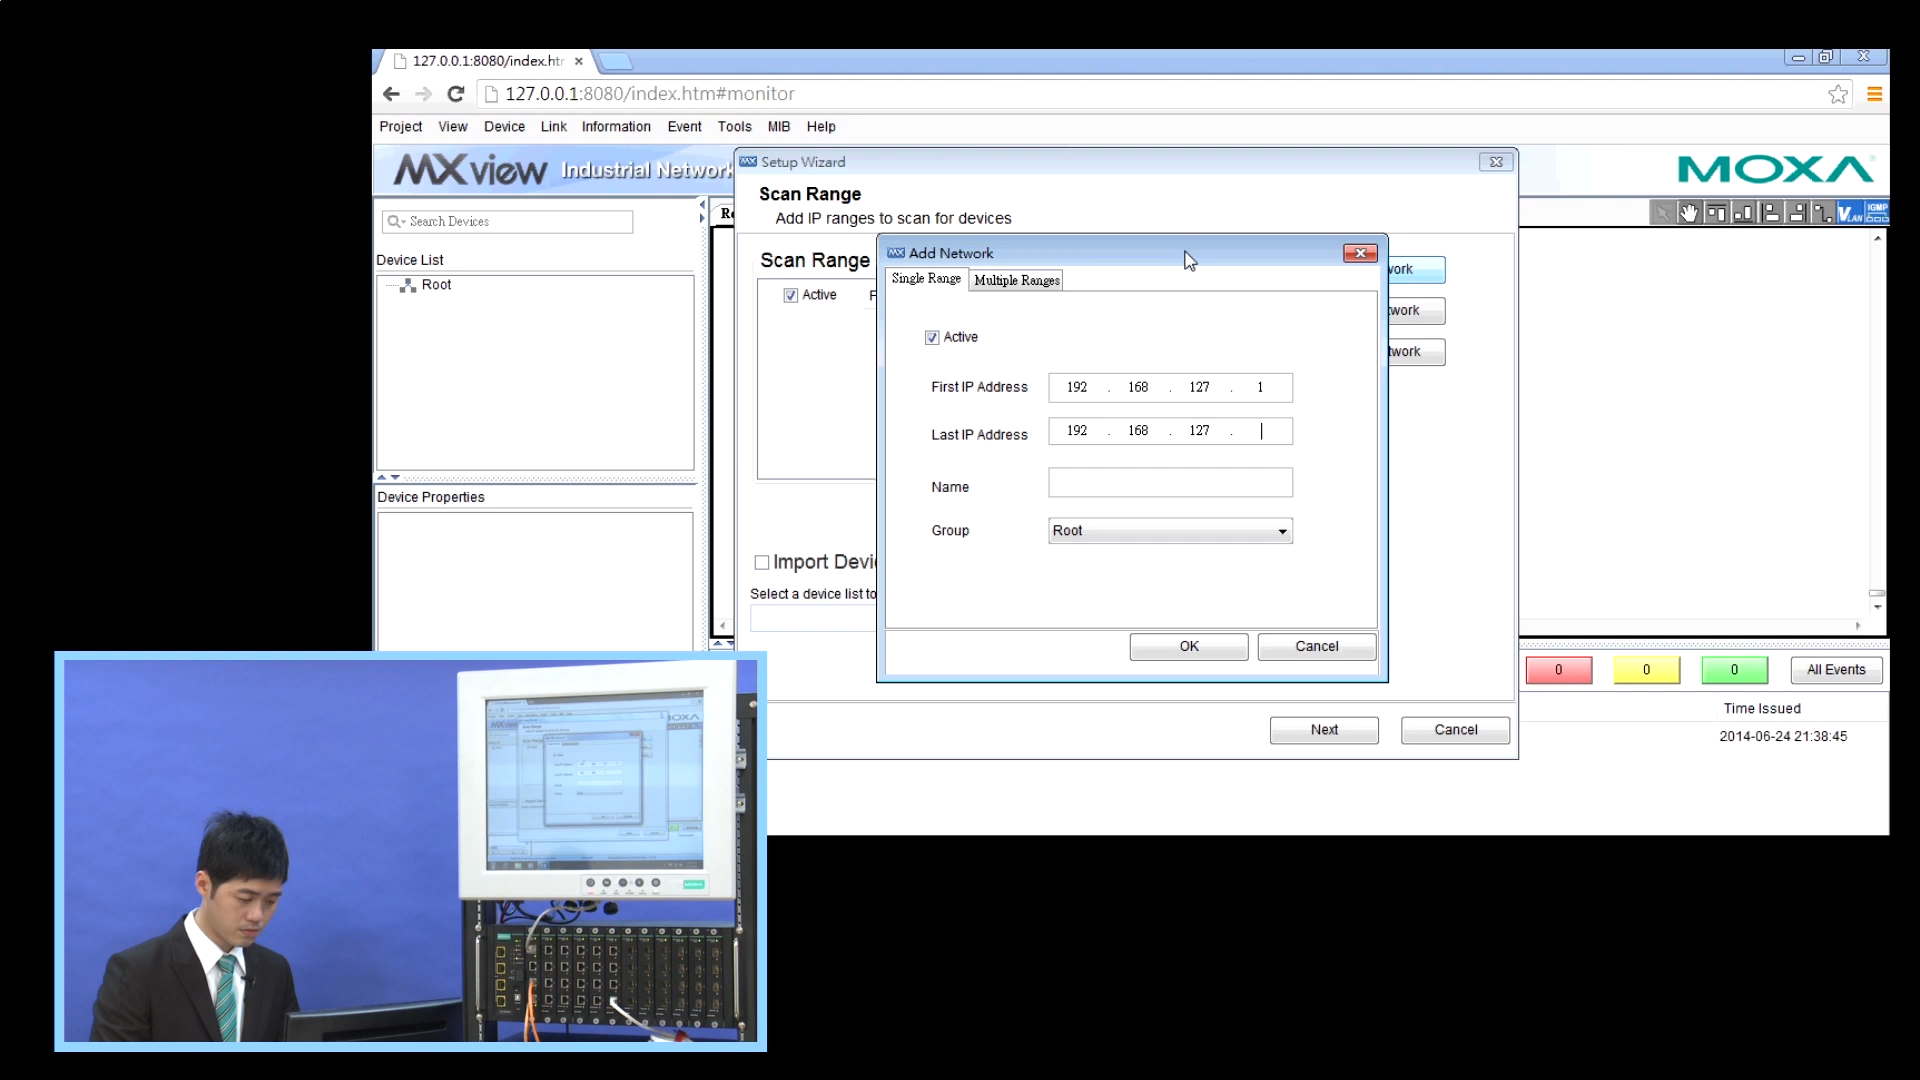 127.0.0.1:8080/index.htm
127.0.0.1:8080/index.htm#monitor
Project View Device Link Information Event Tools MIB Help
MXview Industrial Network
MOXA
Setup Wizard
Scan Range
Add IP ranges to scan for devices
Search Devices
VLAN IGMP
Device List
Root
Scan Range
Active
Add Network
Single Range Multiple Ranges
Active
First IP Address 192 . 168 . 127 . 1
Last IP Address 192 . 168 . 127 .
Name
Group Root
OK Cancel
Device Properties
Import Devi
Select a device list to
0 0 0 All Events
Time Issued
2014-06-24 21:38:45
Next Cancel
MOXA